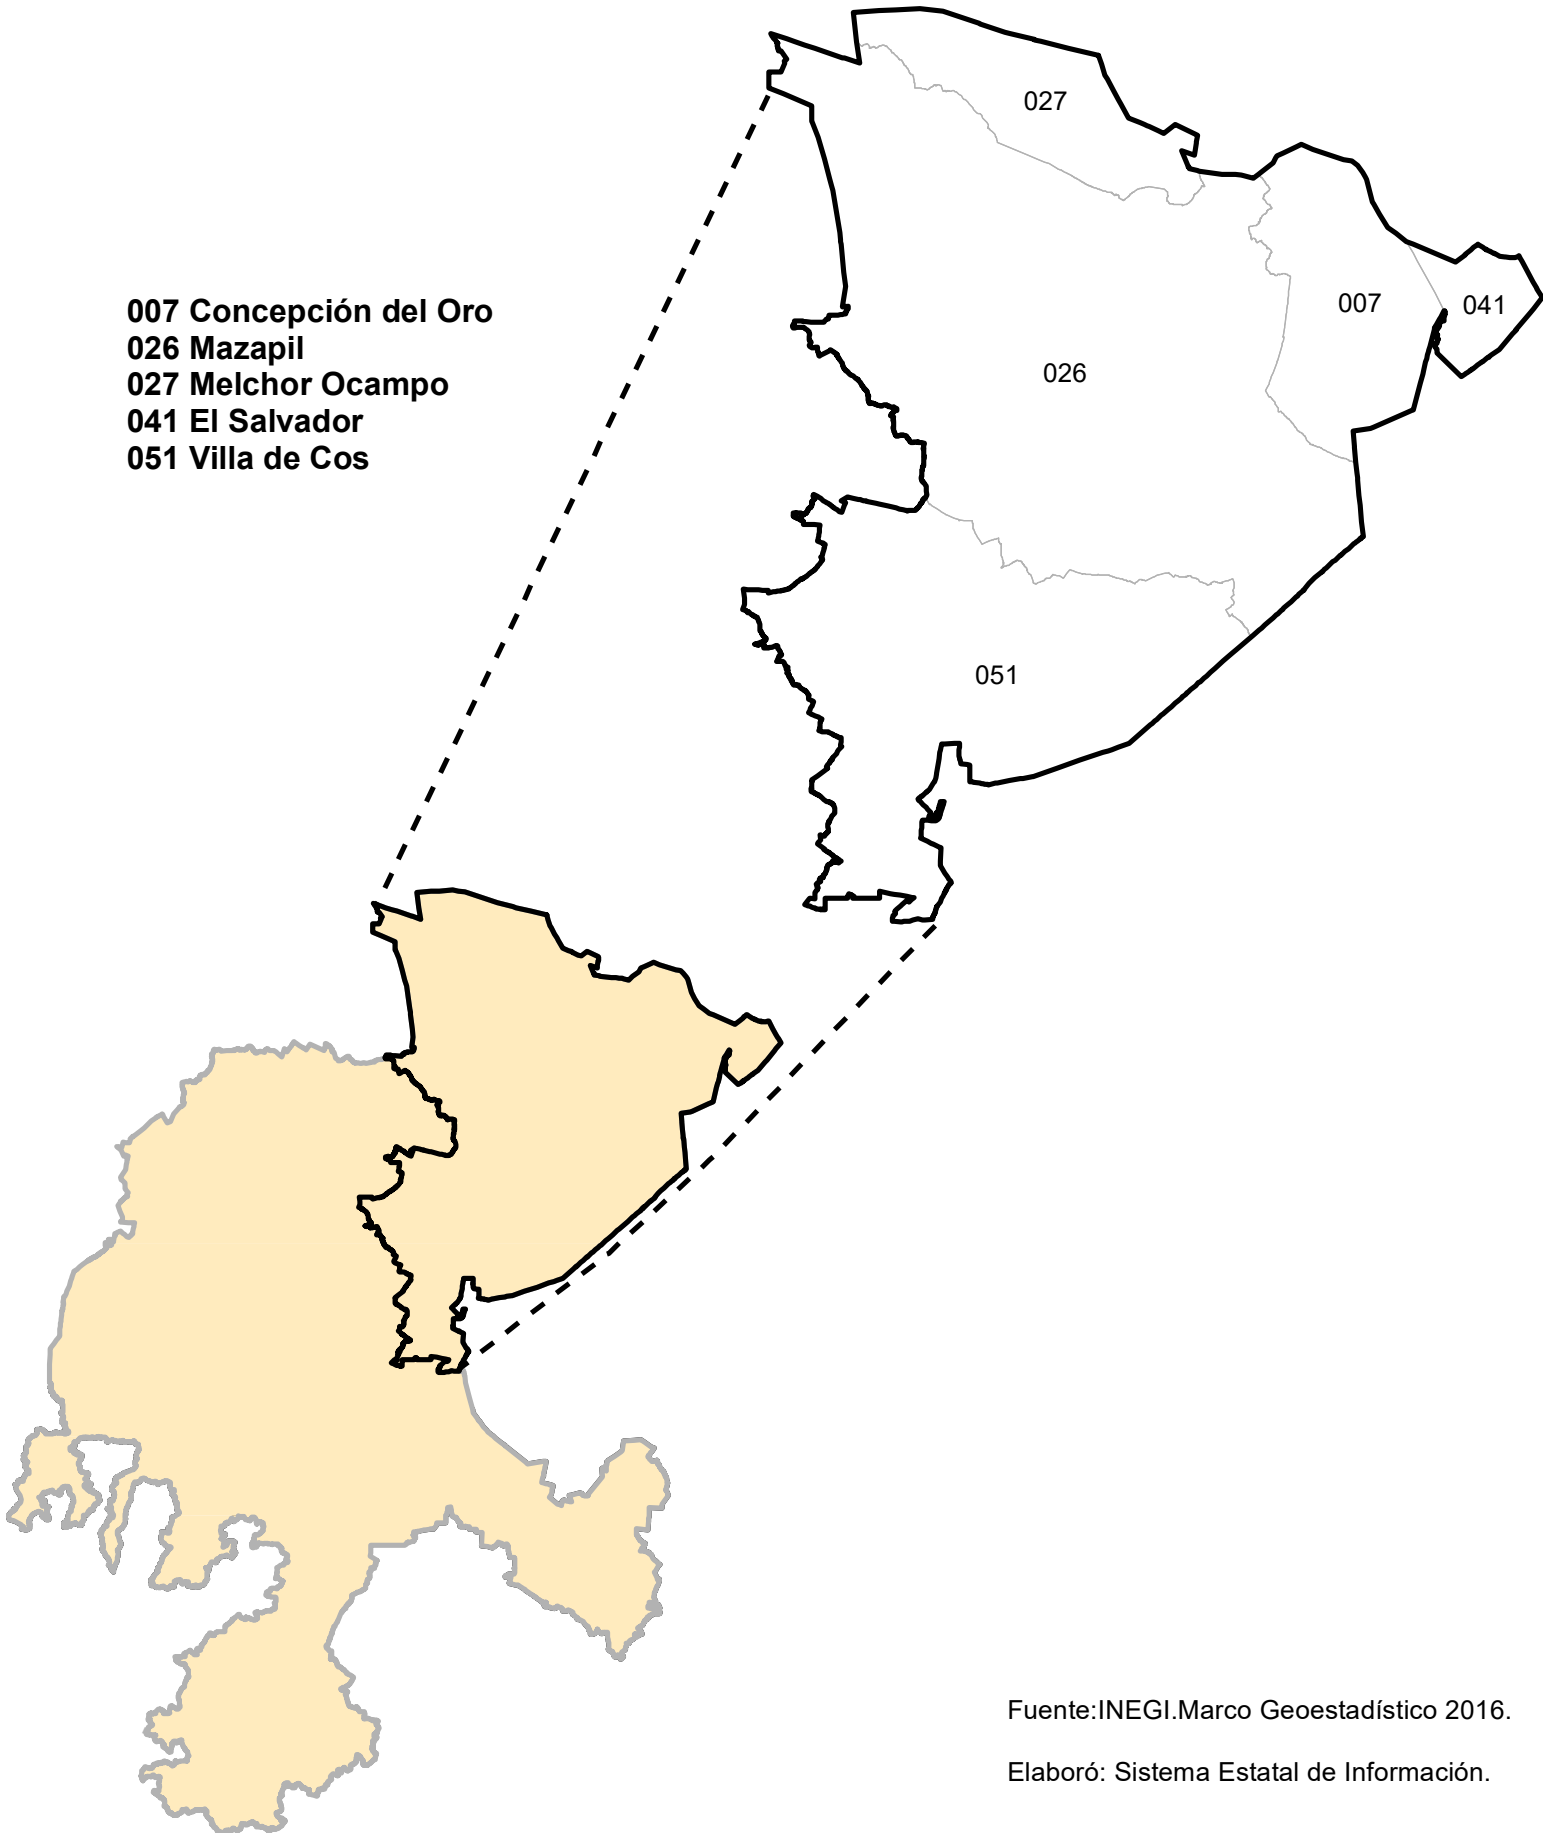 027
007 Concepción del Oro
026 Mazapil
027 Melchor Ocampo
041 El Salvador
051 Villa de Cos
007
041
026
051
Fuente:INEGI.Marco Geoestadístico 2016.
Elaboró: Sistema Estatal de Información.